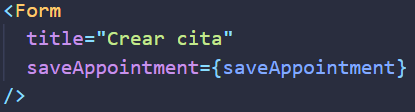 <Form
title="Crear cita"
saveAppointment={saveAppointment}
/>